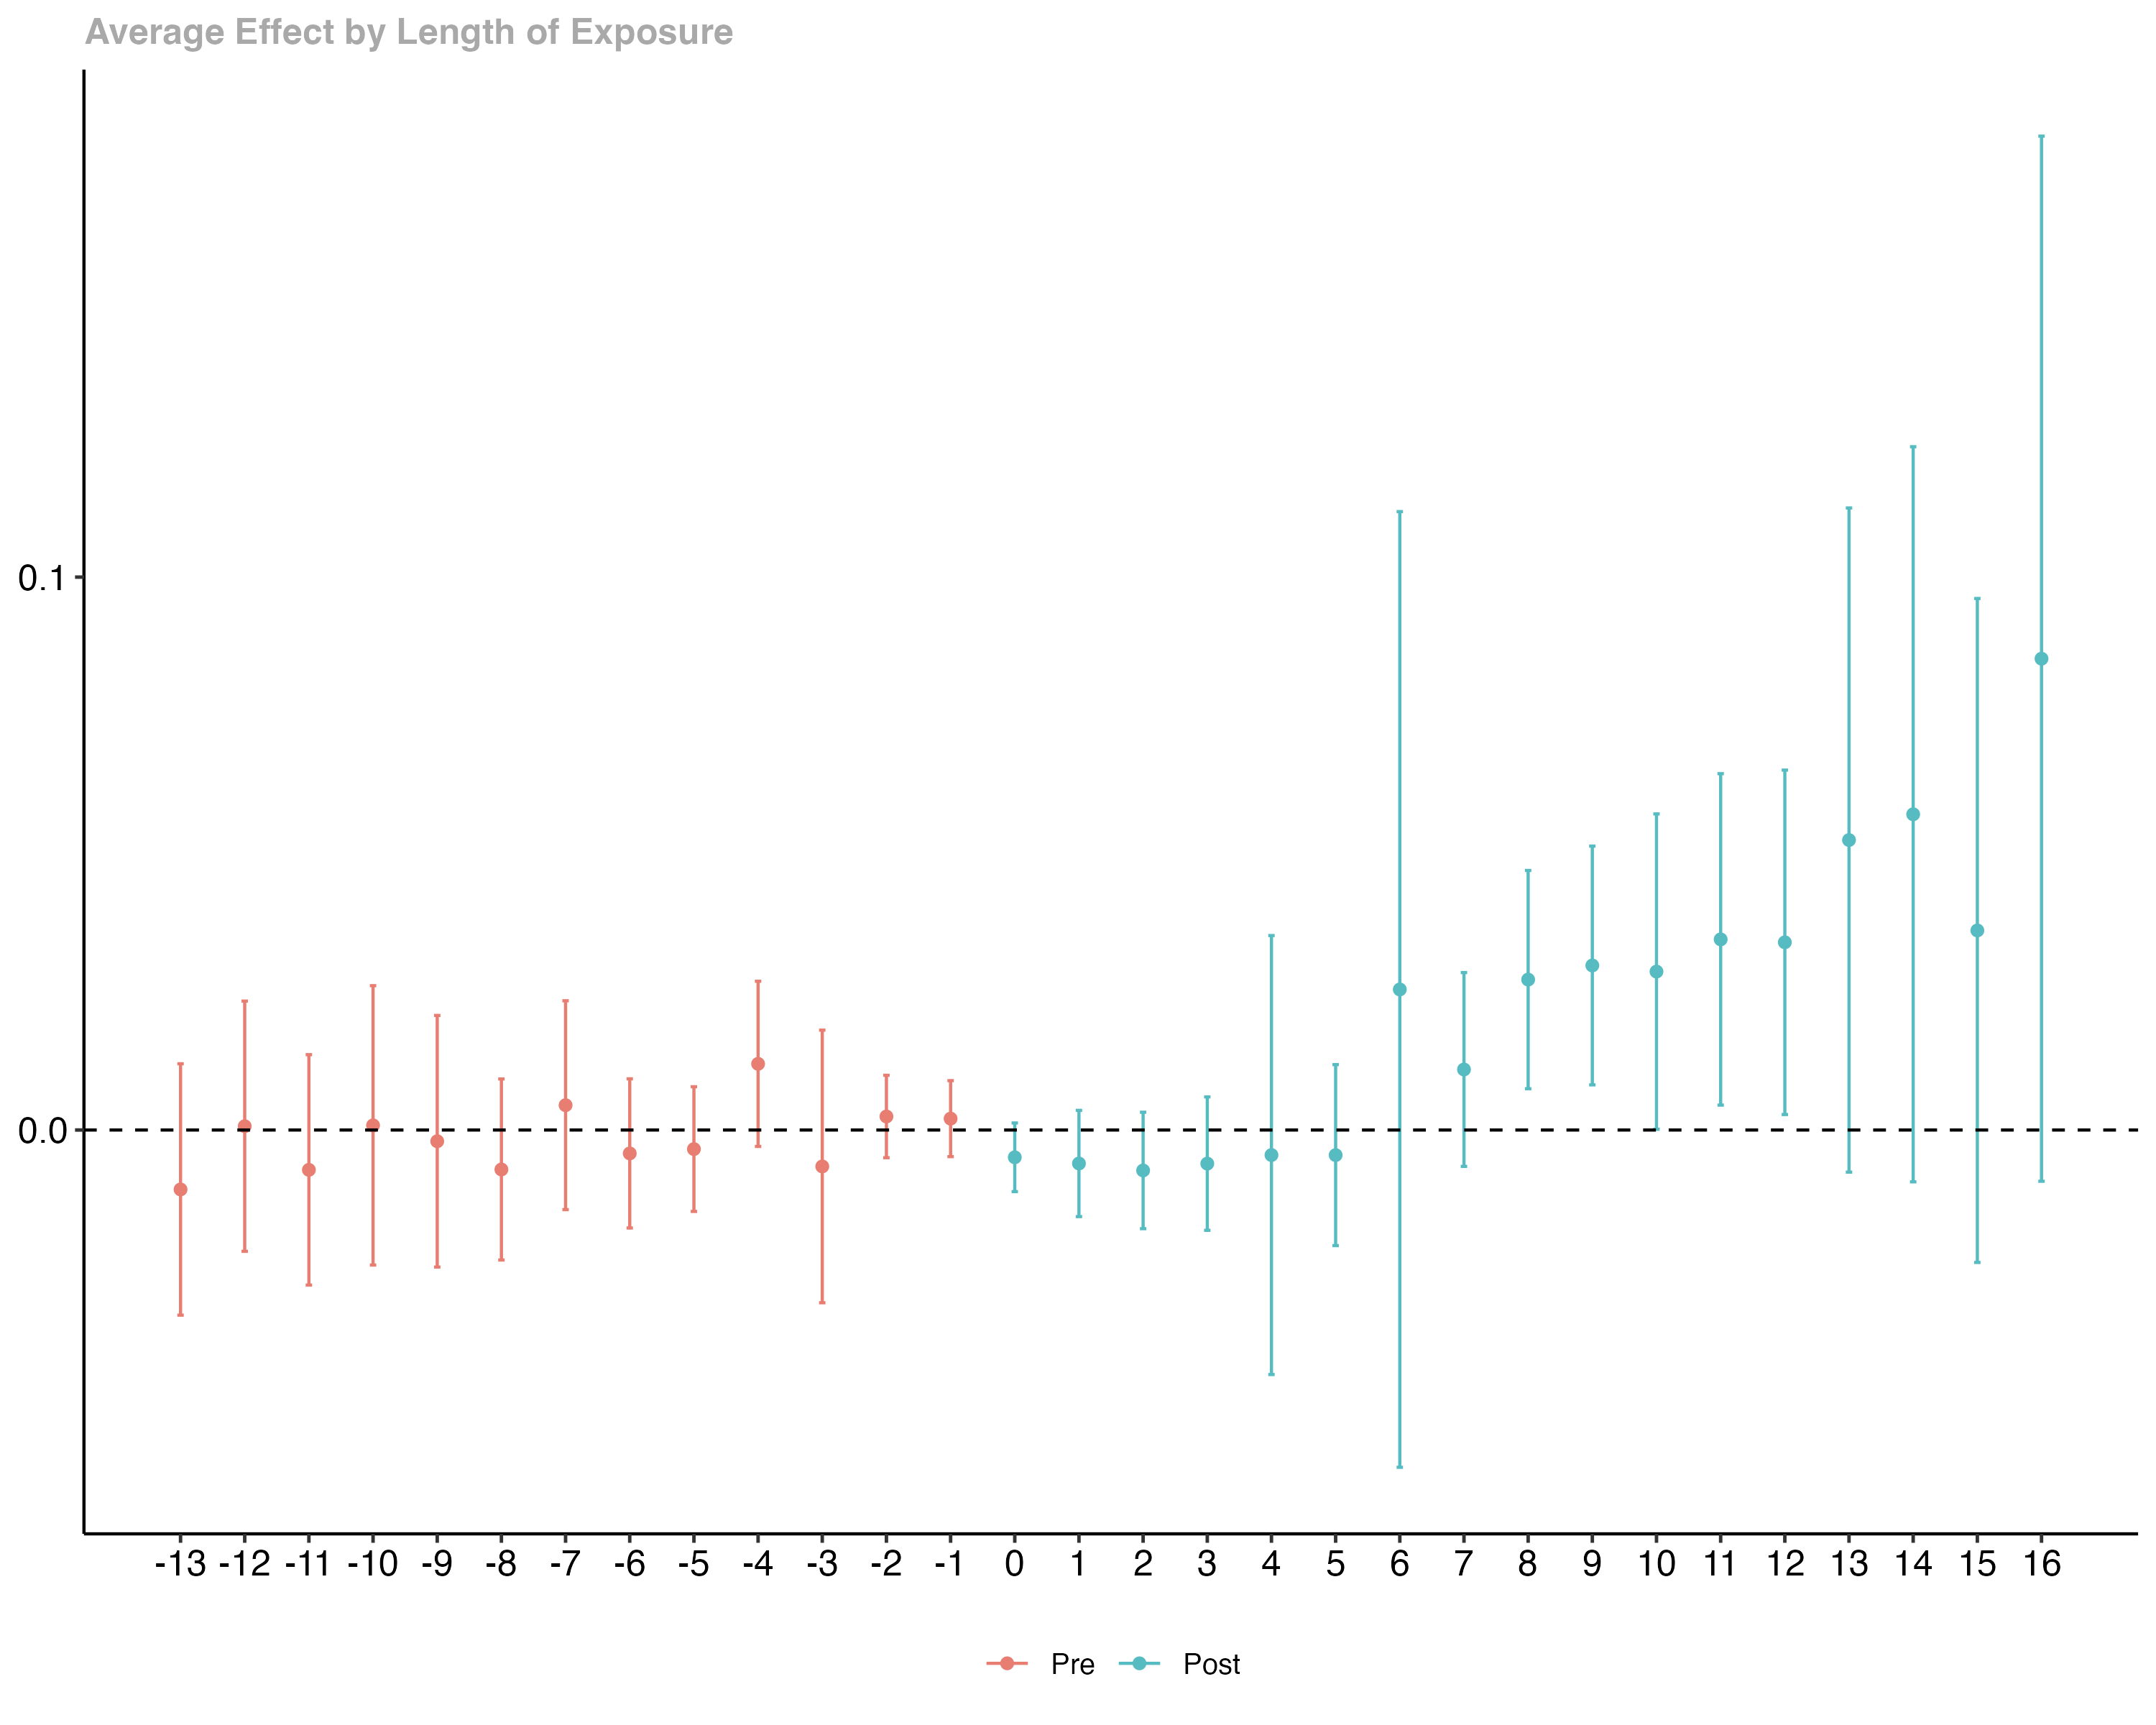 Average Effect by Length of Exposure
0.1
0.0
-13 -12 -11 -10 -9 -8 -7 -6 -5 -4 -3 -2 -1 0 1 2 3 4 5 6 7 8 9 10 11 12 13 14 15 16
Pre Post